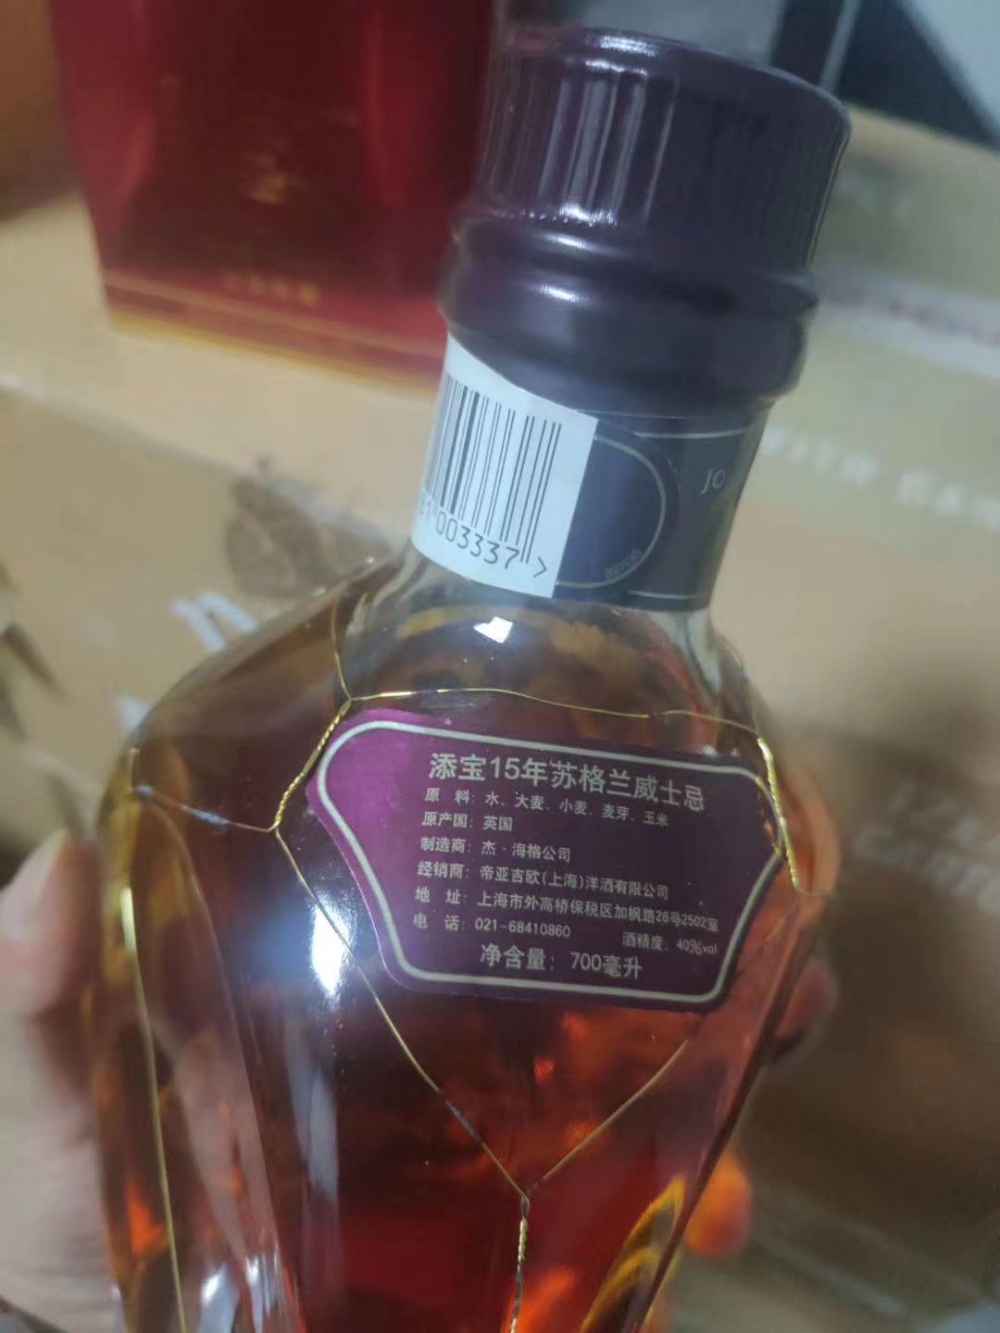 003337 >
JO
添宝15年苏格兰威士忌
原 料：水、大麦、小麦、麦芽、玉米
原产国：英国
制造商：杰·海格公司
经销商：帝亚吉欧(上海)洋酒有限公司
地 址：上海市外高桥保税区加枫路26号2502室
电 话：021-68410860 酒精度：40%vol
净含量：700毫升